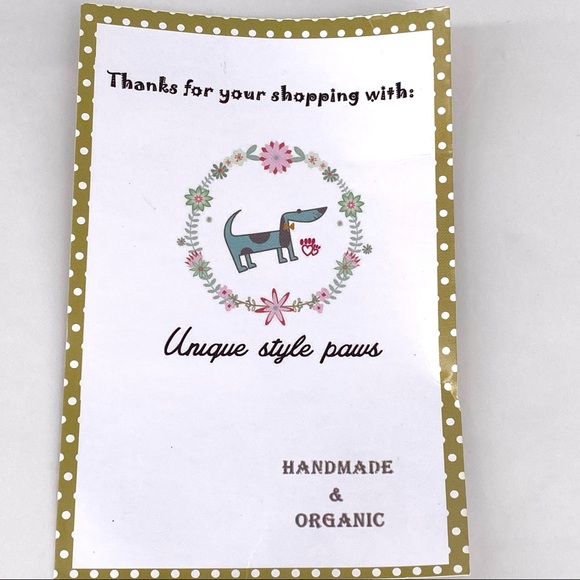 Thanks for your shopping with:
Unique style paws
HANDMADE
&
ORGANIC